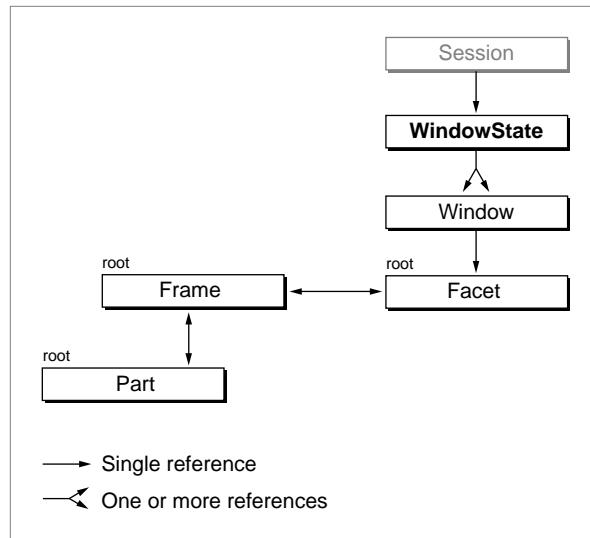 Session
WindowState
Window
root
Frame
root
Facet
root
Part
Single reference
One or more references